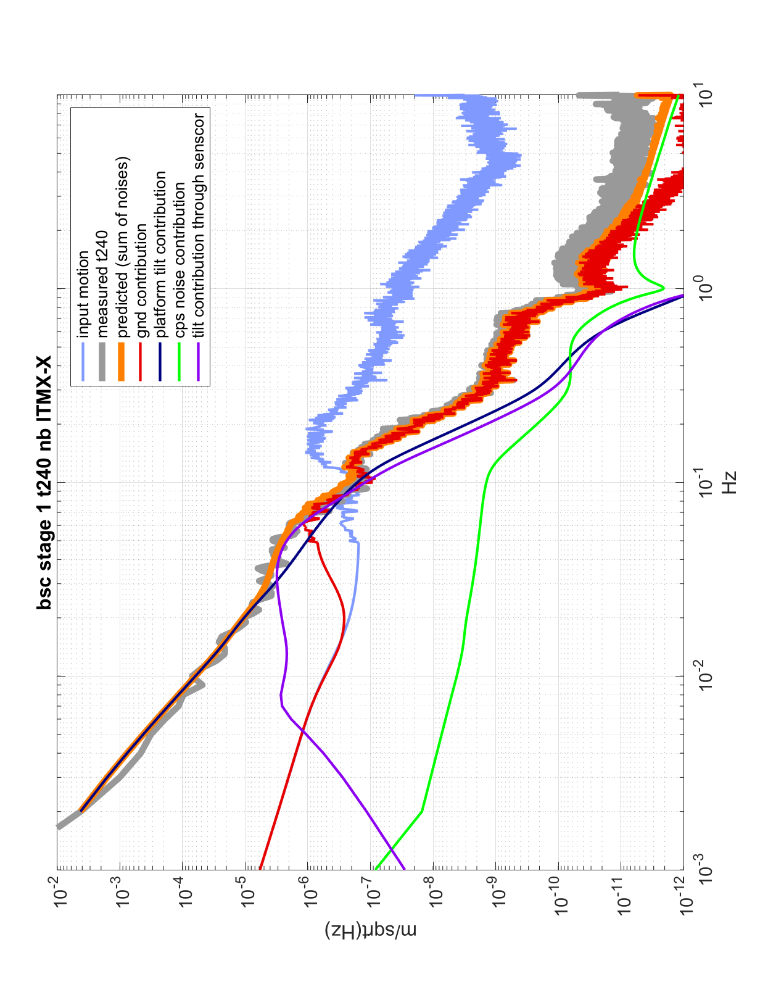 bsc stage 1 t240 nb ITMX-X
input motion
measured t240
predicted (sum of noises)
gnd contribution
platform tilt contribution
cps noise contribution
tilt contribution through senscor
10^-2
10^-3
10^-4
10^-5
10^-6
10^-7
10^-8
10^-9
10^-10
10^-11
10^-12
m/sqrt(Hz)
10^-3
10^-2
10^-1
10^0
10^1
Hz